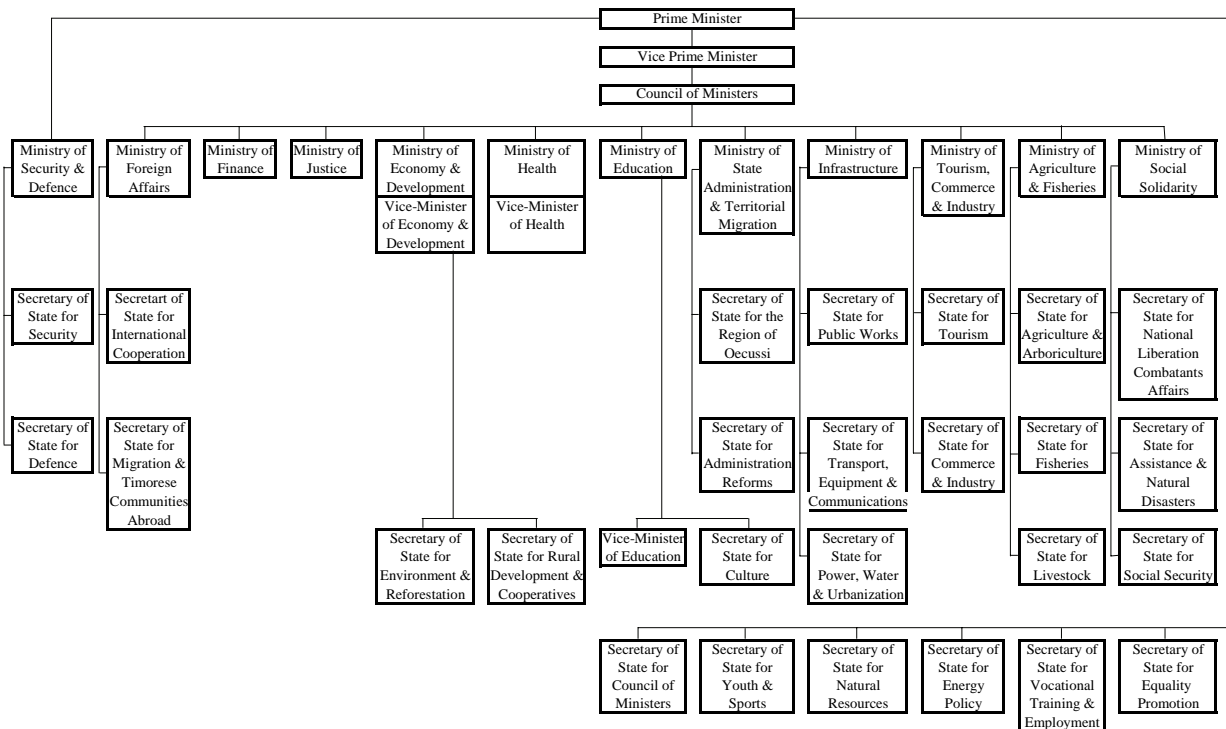 Prime Minister
Vice Prime Minister
Council of Ministers
Ministry of
Security &
Defence
Ministry of
Foreign
Affairs
Ministry of
Finance
Ministry of
Justice
Ministry of
Economy &
Development
Vice-Minister
of Economy &
Development
Ministry of
Health
Vice-Minister
of Health
Ministry of
Education
Ministry of
State
Administration
& Territorial
Migration
Ministry of
Infrastructure
Ministry of
Tourism,
Commerce
& Industry
Ministry of
Agriculture
& Fisheries
Ministry of
Social
Solidarity
Secretary of
State for
Security
Secretart of
State for
International
Cooperation
Secretary of
State for the
Region of
Oecussi
Secretary of
State for
Public Works
Secretary of
State for
Tourism
Secretary of
State for
Agriculture &
Arboriculture
Secretary of
State for
National
Liberation
Combatants
Affairs
Secretary of
State for
Defence
Secretary of
State for
Migration &
Timorese
Communities
Abroad
Secretary of
State for
Administration
Reforms
Secretary of
State for
Transport,
Equipment &
Communications
Secretary of
State for
Commerce
& Industry
Secretary of
State for
Fisheries
Secretary of
State for
Assistance &
Natural
Disasters
Secretary of
State for
Environment &
Reforestation
Secretary of
State for Rural
Development &
Cooperatives
Vice-Minister
of Education
Secretary of
State for
Culture
Secretary of
State for
Power, Water
& Urbanization
Secretary of
State for
Livestock
Secretary of
State for
Social Security
Secretary of
State for
Council of
Ministers
Secretary of
State for
Youth &
Sports
Secretary of
State for
Natural
Resources
Secretary of
State for
Energy
Policy
Secretary of
State for
Vocational
Training &
Employment
Secretary of
State for
Equality
Promotion